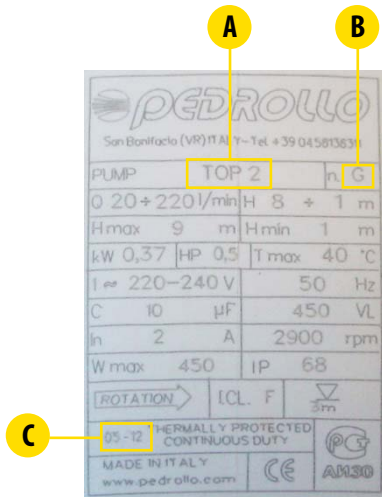 A
B
PEDROLLO
San Bonifacio (VR) ITALY - Tel. +39 0456136311
PUMP TOP 2 n. G
Q 20÷220 l/min H 8 ÷ 1 m
H max 9 m H min 1 m
kW 0,37 HP 0,5 T max 40 °C
1 ≂ 220-240 V 50 Hz
C 10 µF 450 VL
In 2 A 2900 rpm
W max 450 IP 68
ROTATION I.CL. F 3m
C
05-12 THERMALLY PROTECTED
CONTINUOUS DUTY
MADE IN ITALY
www.pedrollo.com CE AM30